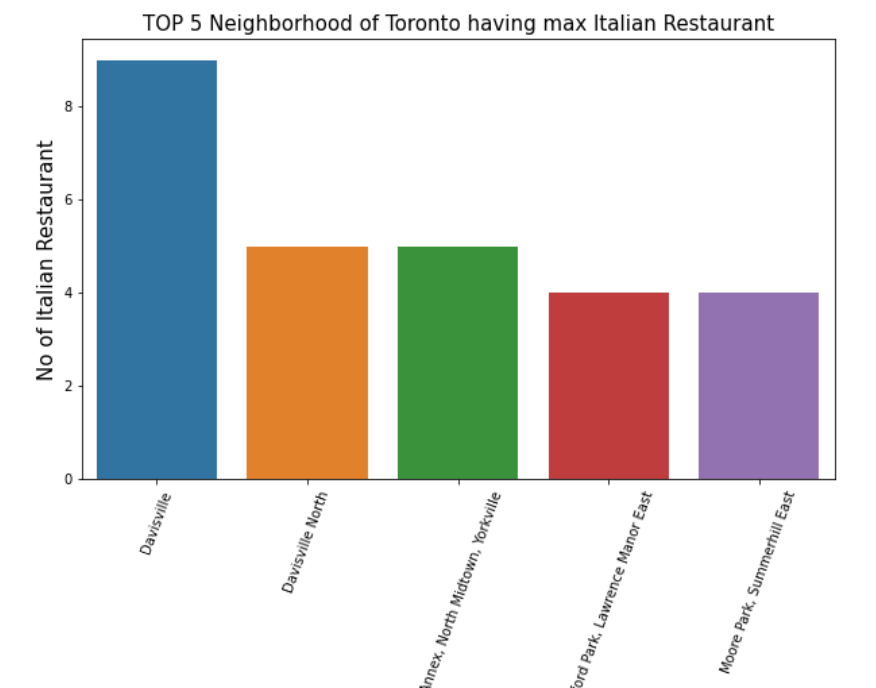 TOP 5 Neighborhood of Toronto having max Italian Restaurant
No of Italian Restaurant
8
6
4
2
0
Davisville
Davisville North
Annex, North Midtown, Yorkville
Park, Lawrence Manor East
Moore Park, Summerhill East